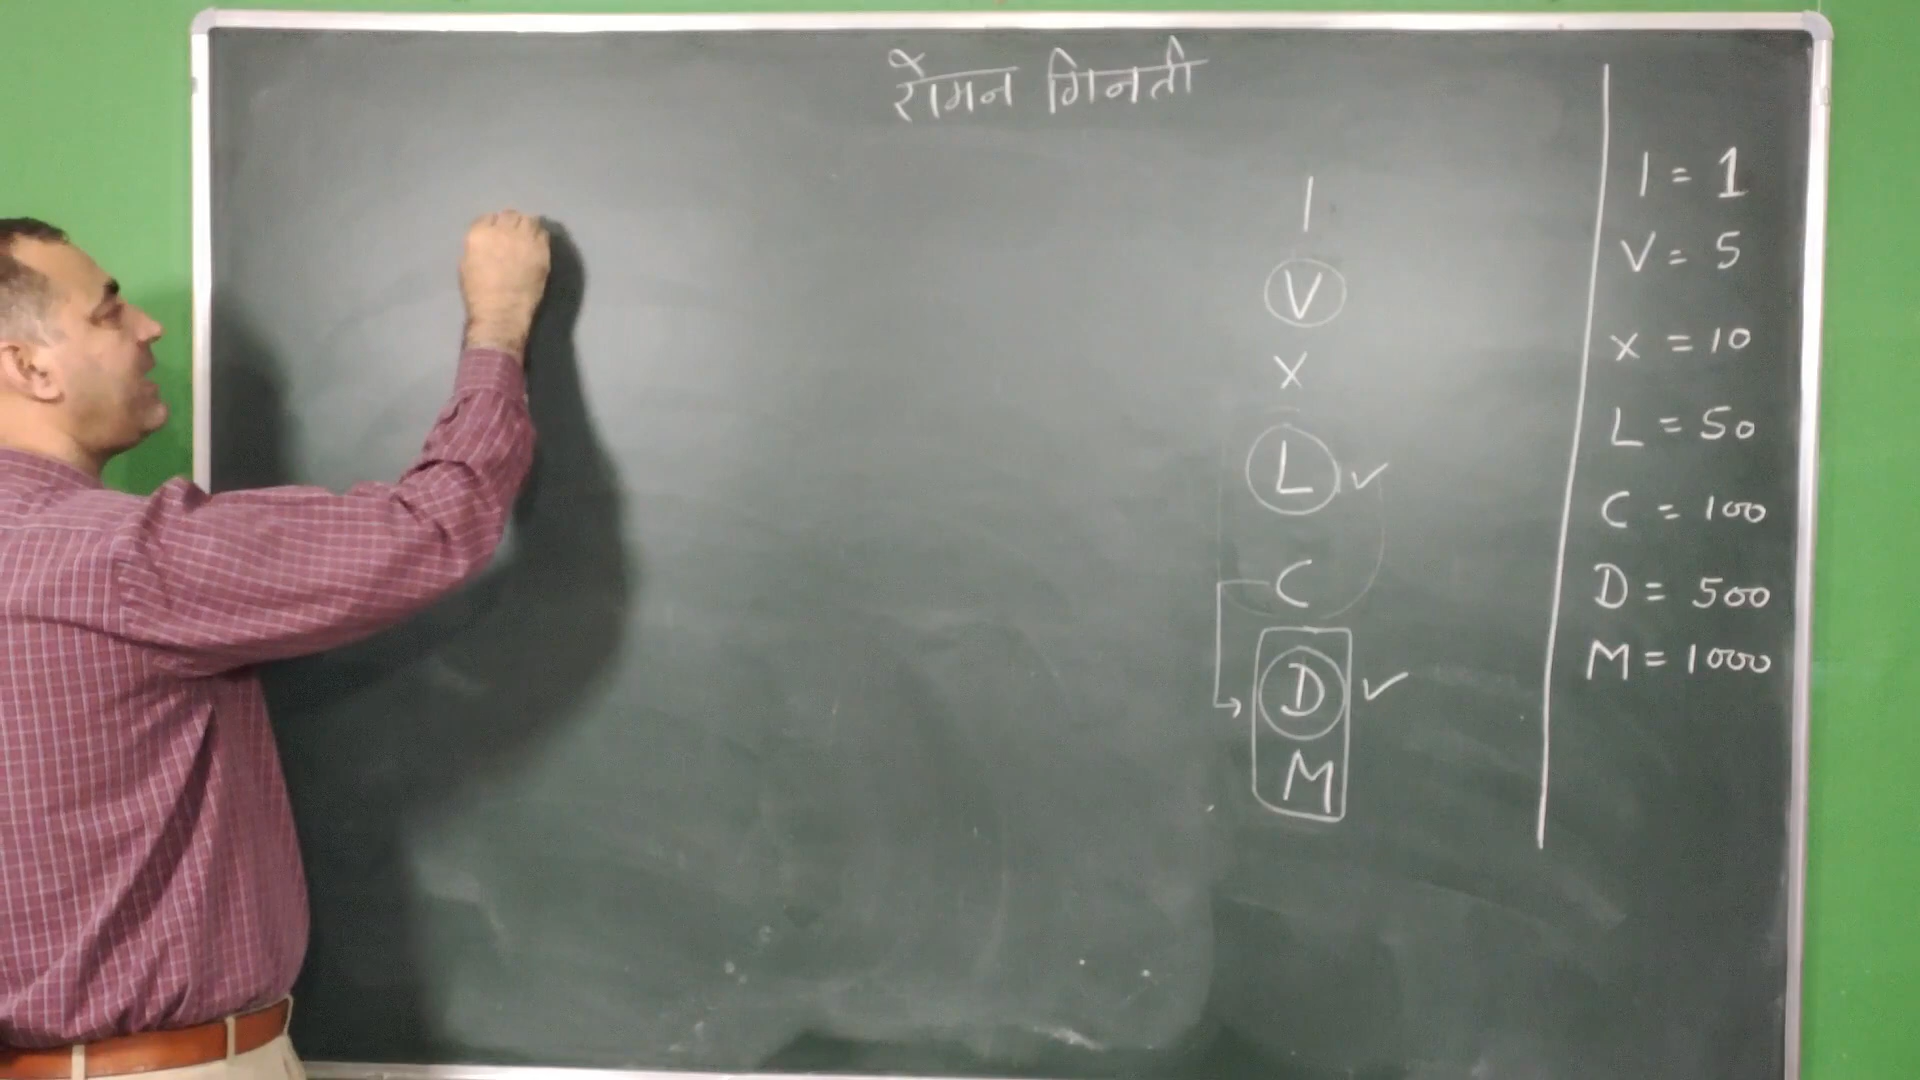 रोमन गिनती
I
V
X
L ✓
C
D ✓
M
I = 1
V = 5
X = 10
L = 50
C = 100
D = 500
M = 1000